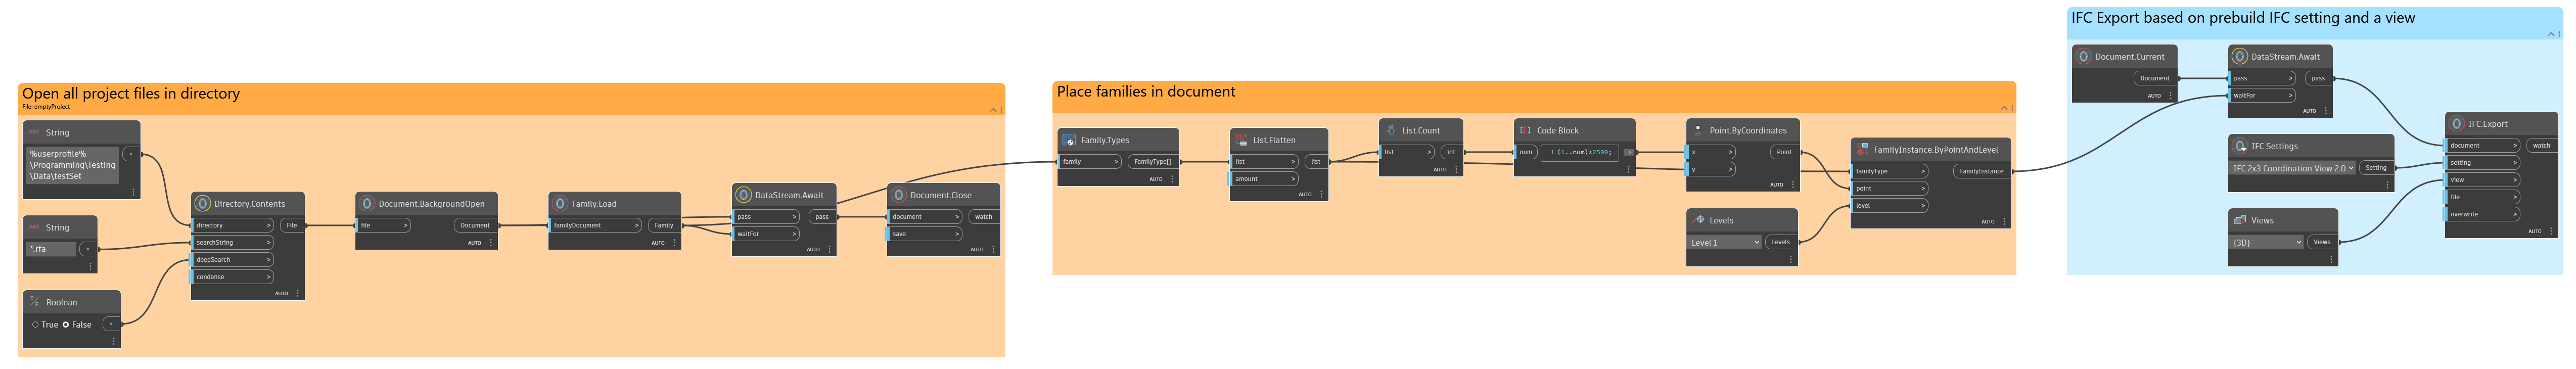 Open all project files in directory
File: emptyProject
ABC String
%userprofile%
\Programming\Testing
\Data\testSet
>
ABC String
*.rfa
>
T/F Boolean
True False
>
Directory.Contents
directory > File
searchString >
deepSearch >
condense >
AUTO
Document.BackgroundOpen
file > Document
AUTO
Family.Load
familyDocument > Family
AUTO
DataStream.Await
pass > pass
waitFor >
AUTO
Document.Close
document > watch
save >
AUTO
Place families in document
Family.Types
family > FamilyType[]
AUTO
List.Flatten
list > list
amount >
AUTO
List.Count
list > int
AUTO
Code Block
num 1 (1..num)*2500; >
Point.ByCoordinates
x > Point
y >
AUTO
Levels
Level 1 Levels
FamilyInstance.ByPointAndLevel
familyType > FamilyInstance
point >
level >
AUTO
IFC Export based on prebuild IFC setting and a view
Document.Current
Document
AUTO
DataStream.Await
pass > pass
waitFor >
AUTO
IFC Settings
IFC 2x3 Coordination View 2.0 Setting
Views
{3D} Views
IFC.Export
document > watch
setting >
view >
file >
overwrite >
AUTO